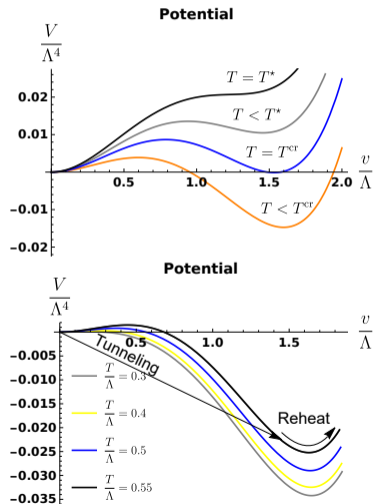 Potential
V/Λ⁴
T = T⋆
0.02
T < T⋆
0.01
T = Tᶜʳ
v/Λ
0.5 1.0 1.5 2.0
−0.01
T < Tᶜʳ
−0.02
Potential
V/Λ⁴
v/Λ
0.5 1.0 1.5
−0.005
Tunneling
−0.010
T/Λ = 0.3
−0.015
T/Λ = 0.4
Reheat
−0.020
−0.025
T/Λ = 0.5
−0.030
T/Λ = 0.55
−0.035